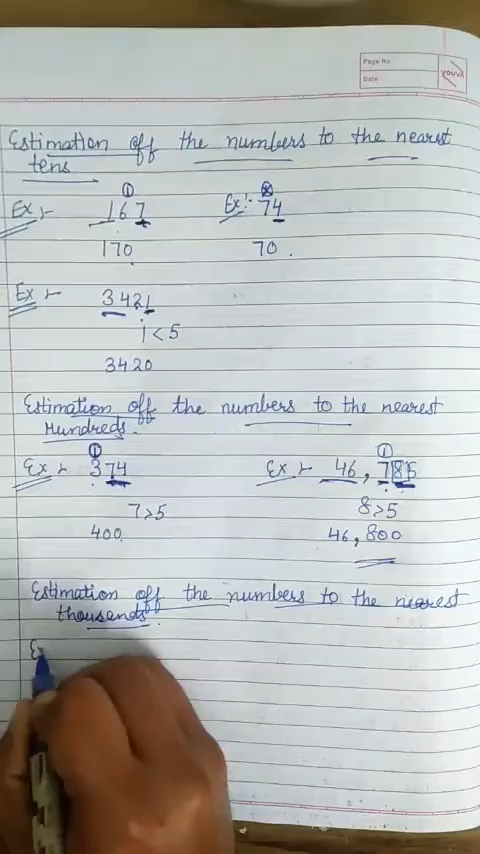 Page No.
Date:
YOUVA
Estimation off the numbers to the nearest
tens
Ex :- 167 Ex :- 74
170 70 .
Ex :- 3421
1 < 5
3420
Estimation off the numbers to the nearest
Hundreds.
Ex :- 374 Ex :- 46,785
7>5 8>5
400 46,800
Estimation off the numbers to the nearest
thousands.
Ex